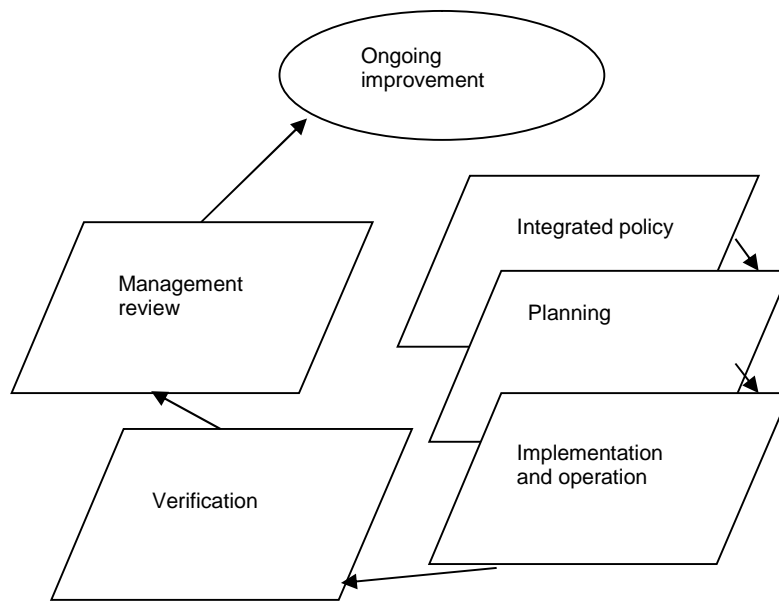 Ongoing
improvement
Integrated policy
Management
review
Planning
Implementation
and operation
Verification